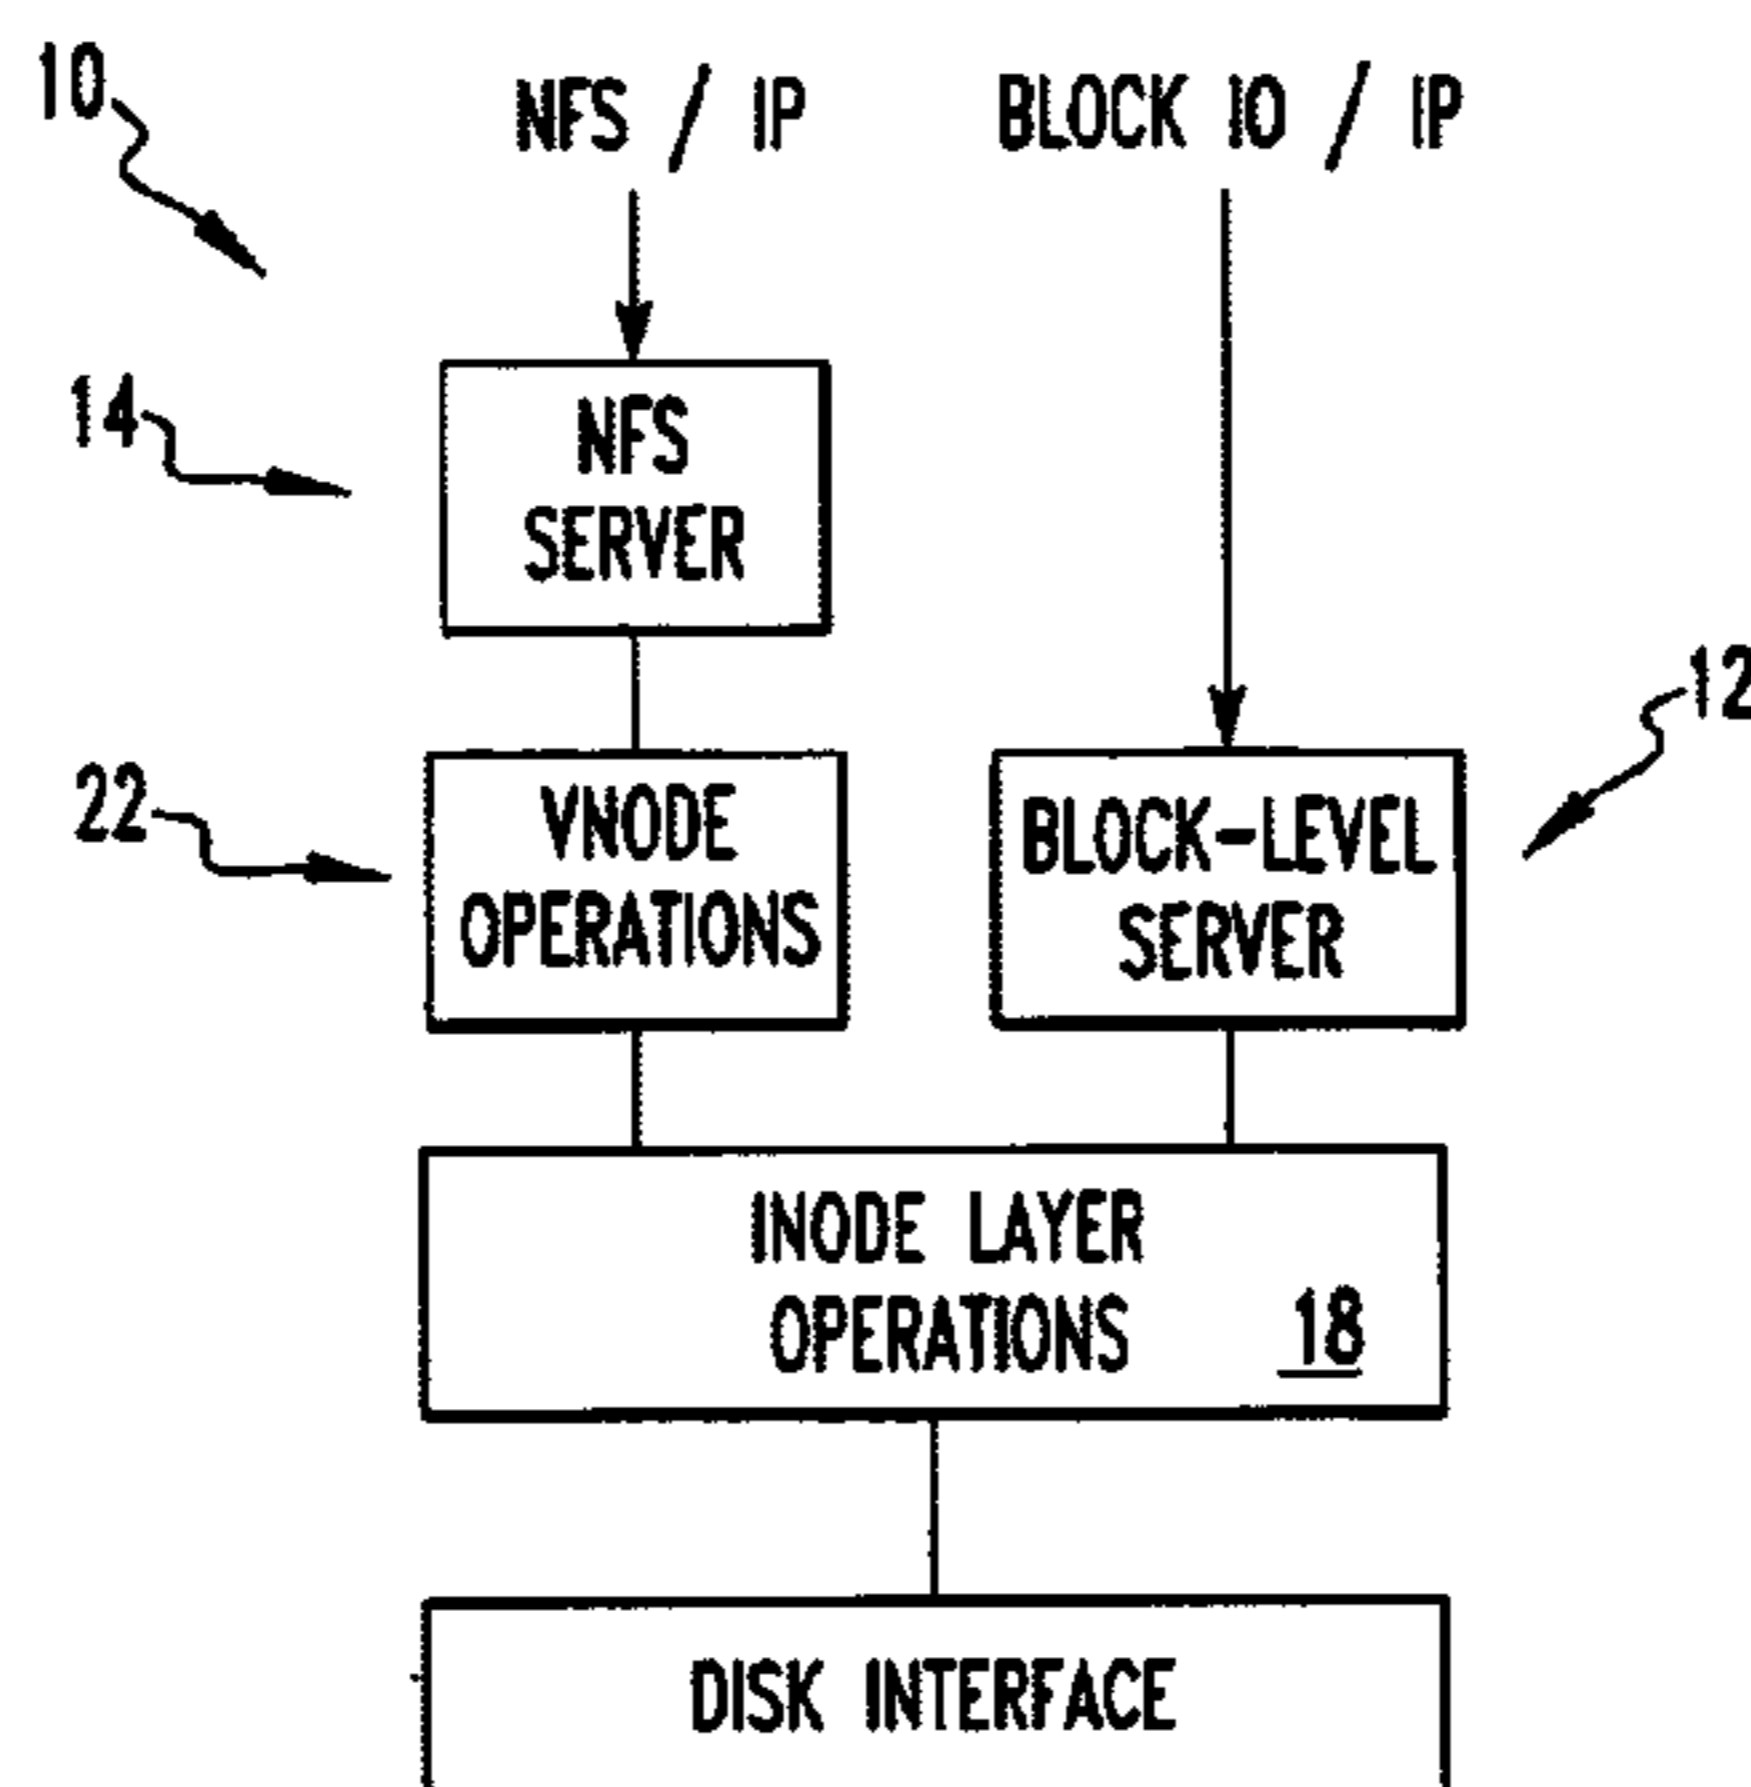 10
NFS / IP
BLOCK IO / IP
14
NFS
SERVER
12
22
VNODE
OPERATIONS
BLOCK-LEVEL
SERVER
INODE LAYER
OPERATIONS
18
DISK INTERFACE